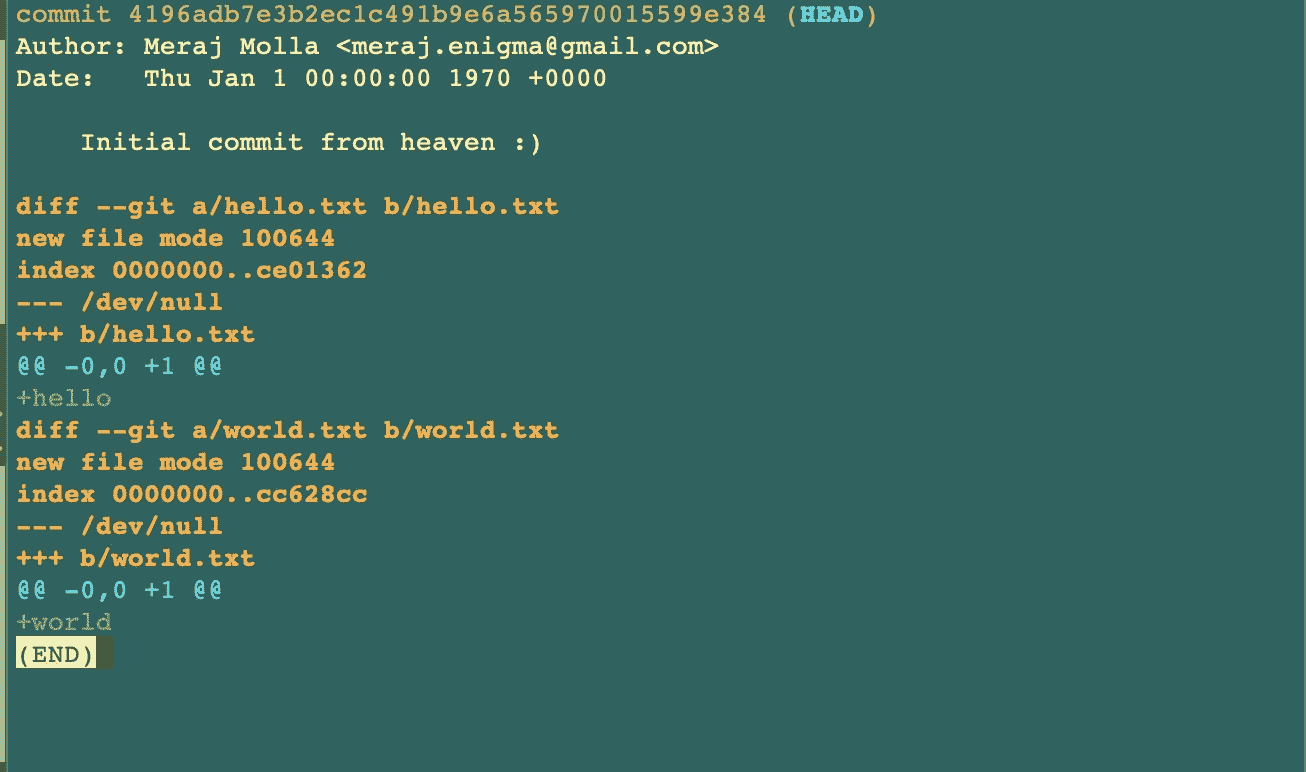 commit 4196adb7e3b2ec1c491b9e6a565970015599e384 (HEAD)
Author: Meraj Molla <meraj.enigma@gmail.com>
Date:   Thu Jan 1 00:00:00 1970 +0000
    Initial commit from heaven :)
diff --git a/hello.txt b/hello.txt
new file mode 100644
index 0000000..ce01362
--- /dev/null
+++ b/hello.txt
@@ -0,0 +1 @@
+hello
diff --git a/world.txt b/world.txt
new file mode 100644
index 0000000..cc628cc
--- /dev/null
+++ b/world.txt
@@ -0,0 +1 @@
+world
(END)